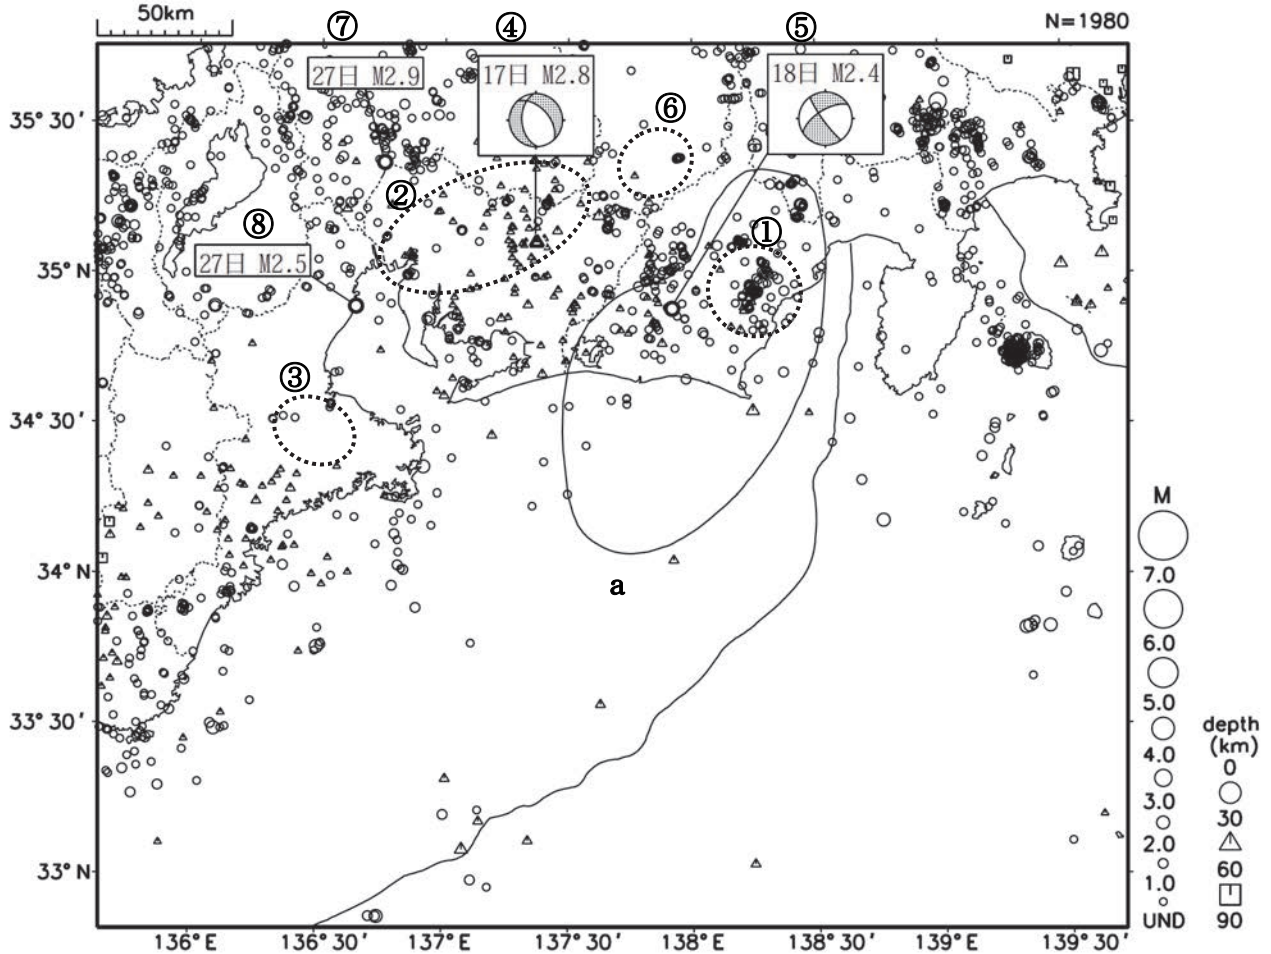 50km
⑦
④
⑤
N=1980
27日 M2.9
17日 M2.8
18日 M2.4
⑥
②
①
⑧
27日 M2.5
③
a
35° 30′
35° N
34° 30′
34° N
33° 30′
33° N
136° E
136° 30′
137° E
137° 30′
138° E
138° 30′
139° E
139° 30′
M
7.0
6.0
5.0
4.0
3.0
2.0
1.0
UND
depth
(km)
0
30
60
90